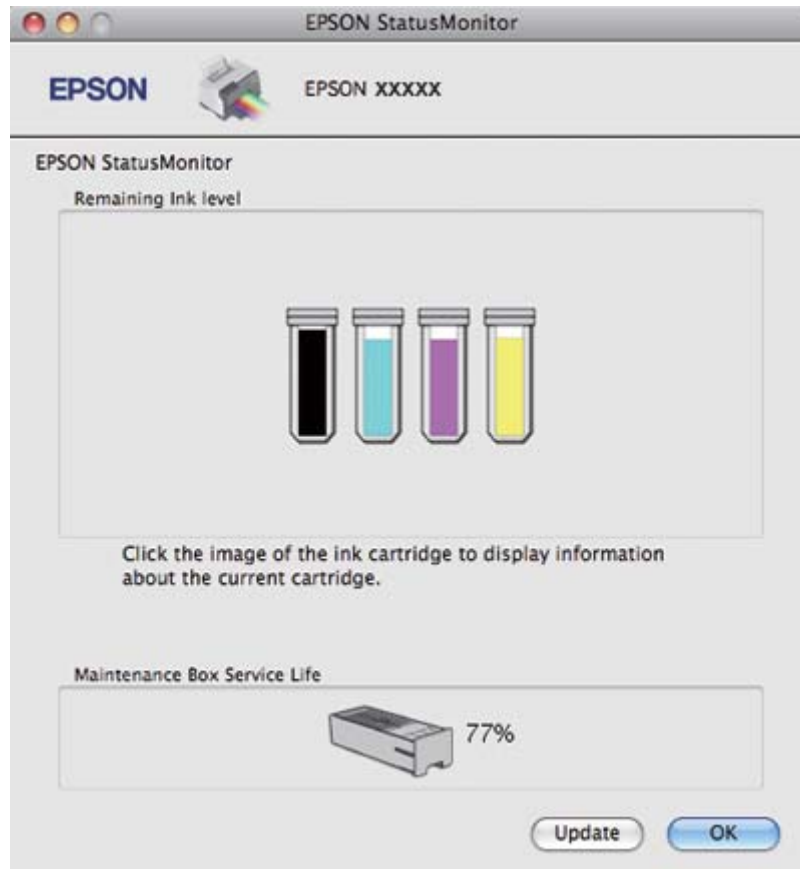 EPSON StatusMonitor
EPSON
EPSON XXXXX
EPSON StatusMonitor
Remaining Ink level
Click the image of the ink cartridge to display information
about the current cartridge.
Maintenance Box Service Life
77%
Update
OK